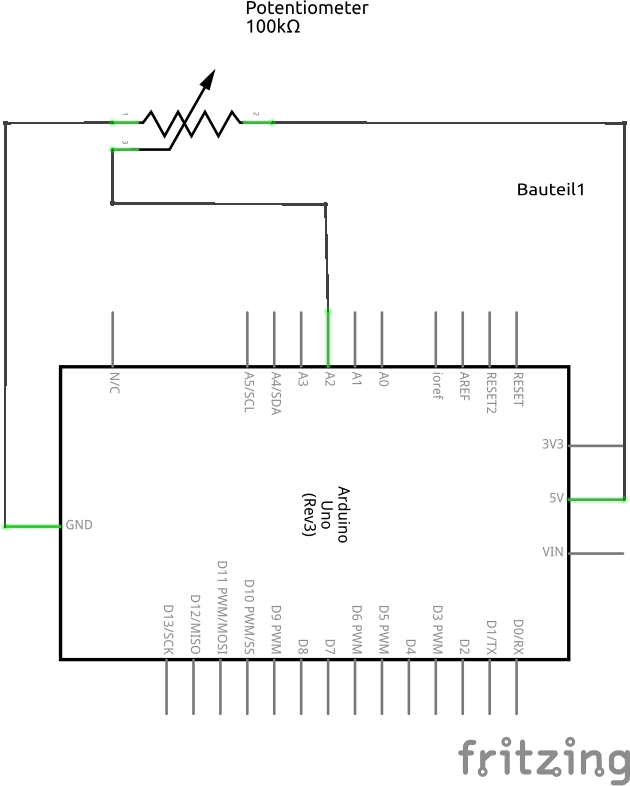 Potentiometer
100kΩ
1
2
3
Bauteil1
N/C
A5/SCL
A4/SDA
A3
A2
A1
A0
ioref
AREF
RESET2
RESET
3V3
5V
VIN
GND
Arduino
Uno
(Rev3)
D13/SCK
D12/MISO
D11 PWM/MOSI
D10 PWM/SS
D9 PWM
D8
D7
D6 PWM
D5 PWM
D4
D3 PWM
D2
D1/TX
D0/RX
fritzing